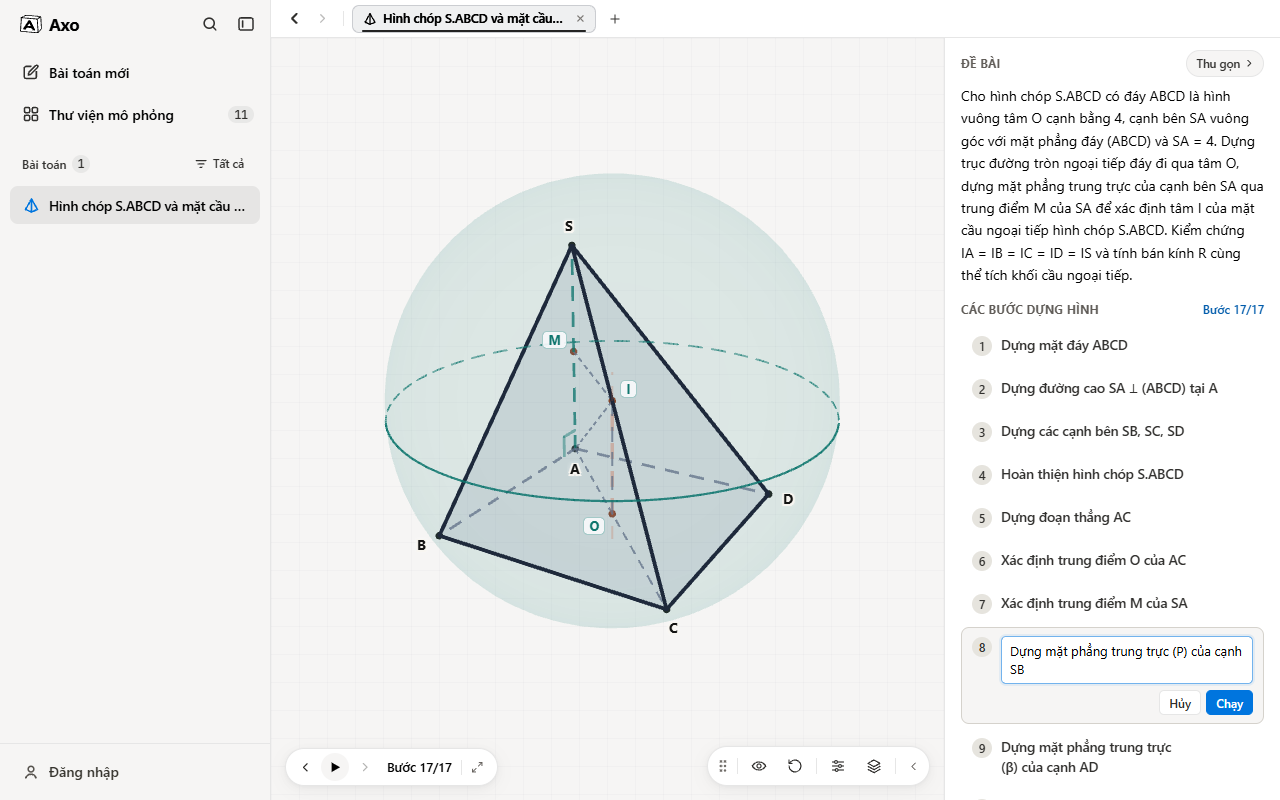 Axo
Bài toán mới
Thư viện mô phỏng 11
Bài toán 1 Tất cả
Hình chóp S.ABCD và mặt cầu ...
Đăng nhập
Hình chóp S.ABCD và mặt cầu...
S
M
I
A
D
O
B
C
Bước 17/17
ĐỀ BÀI
Thu gọn
Cho hình chóp S.ABCD có đáy ABCD là hình
vuông tâm O cạnh bằng 4, cạnh bên SA vuông
góc với mặt phẳng đáy (ABCD) và SA = 4. Dựng
trục đường tròn ngoại tiếp đáy đi qua tâm O,
dựng mặt phẳng trung trực của cạnh bên SA qua
trung điểm M của SA để xác định tâm I của mặt
cầu ngoại tiếp hình chóp S.ABCD. Kiểm chứng
IA = IB = IC = ID = IS và tính bán kính R cùng
thể tích khối cầu ngoại tiếp.
CÁC BƯỚC DỰNG HÌNH Bước 17/17
1 Dựng mặt đáy ABCD
2 Dựng đường cao SA ⊥ (ABCD) tại A
3 Dựng các cạnh bên SB, SC, SD
4 Hoàn thiện hình chóp S.ABCD
5 Dựng đoạn thẳng AC
6 Xác định trung điểm O của AC
7 Xác định trung điểm M của SA
8 Dựng mặt phẳng trung trực (P) của cạnh
SB
Hủy Chạy
9 Dựng mặt phẳng trung trực
(β) của cạnh AD